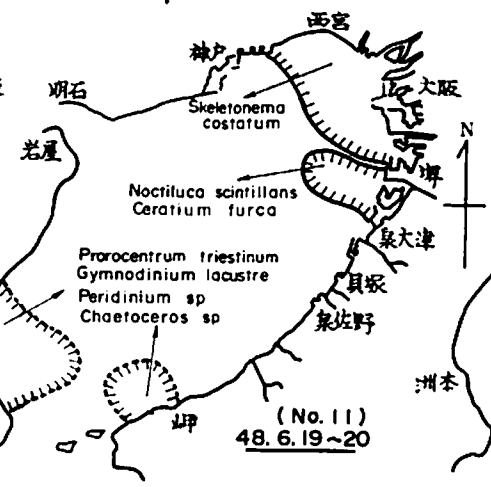 西宮
神戸
明石
大阪
Skeletonema
costatum
岩屋
N
堺
Noctiluca scintillans
Ceratium furca
泉大津
Prorocentrum triestinum
Gymnodinium lacustre
Peridinium sp
Chaetoceros sp
貝塚
泉佐野
洲本
岬
(No. 11)
48. 6. 19~20